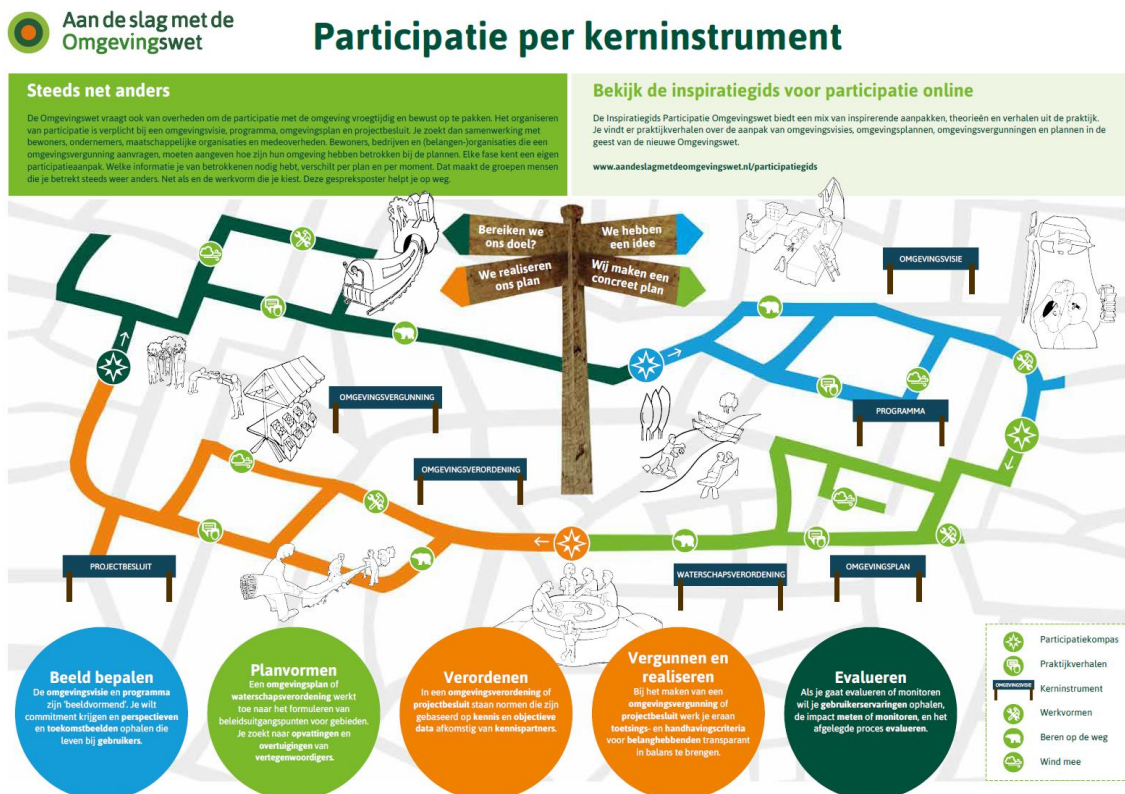 Aan de slag met de
Omgevingswet
Participatie per kerninstrument
Steeds net anders
De Omgevingswet vraagt ook van overheden om de participatie met de omgeving vroegtijdig en bewust op te pakken. Het organiseren
van participatie is verplicht bij een omgevingsvisie, programma, omgevingsplan en projectbesluit. Je zoekt dan samenwerking met
bewoners, ondernemers, maatschappelijke organisaties en medeoverheden. Bewoners, bedrijven en (belangen-)organisaties die een
omgevingsvergunning aanvragen, moeten aangeven hoe zijn hun omgeving hebben betrokken bij de plannen. Elke fase kent een eigen
participatieaanpak. Welke informatie je van betrokkenen nodig hebt, verschilt per plan en per moment. Dat maakt de groepen mensen
die je betrekt steeds weer anders. Net als en de werkvorm die je kiest. Deze gespreksposter helpt je op weg.
Bekijk de inspiratiegids voor participatie online
De Inspiratiegids Participatie Omgevingswet biedt een mix van inspirerende aanpakken, theorieën en verhalen uit de praktijk.
Je vindt er praktijkverhalen over de aanpak van omgevingsvisies, omgevingsplannen, omgevingsvergunningen en plannen in de
geest van de nieuwe Omgevingswet.
www.aandeslagmetdeomgevingswet.nl/participatiegids
Bereiken we
ons doel?
We hebben
een idee
We realiseren
ons plan
Wij maken een
concreet plan
OMGEVINGSVISIE
OMGEVINGSVERGUNNING
PROGRAMMA
OMGEVINGSVERORDENING
PROJECTBESLUIT
WATERSCHAPSVERORDENING
OMGEVINGSPLAN
Beeld bepalen
De omgevingsvisie en programma
zijn 'beeldvormend'. Je wilt
commitment krijgen en perspectieven
en toekomstbeelden ophalen die
leven bij gebruikers.
Planvormen
Een omgevingsplan of
waterschapsverordening werkt
toe naar het formuleren van
beleidsuitgangspunten voor gebieden.
Je zoekt naar opvattingen en
overtuigingen van
vertegenwoordigers.
Verordenen
In een omgevingsverordening of
projectbesluit staan normen die zijn
gebaseerd op kennis en objectieve
data afkomstig van kennispartners.
Vergunnen en
realiseren
Bij het maken van een
omgevingsvergunning of
projectbesluit werk je eraan
toetsings- en handhavingscriteria
voor belanghebbenden transparant
in balans te brengen.
Evalueren
Als je gaat evalueren of monitoren
wil je gebruikerservaringen ophalen,
de impact meten of monitoren, en het
afgelegde proces evalueren.
Participatiekompas
Praktijkverhalen
OMGEVINGSVISIE
Kerninstrument
Werkvormen
Beren op de weg
Wind mee